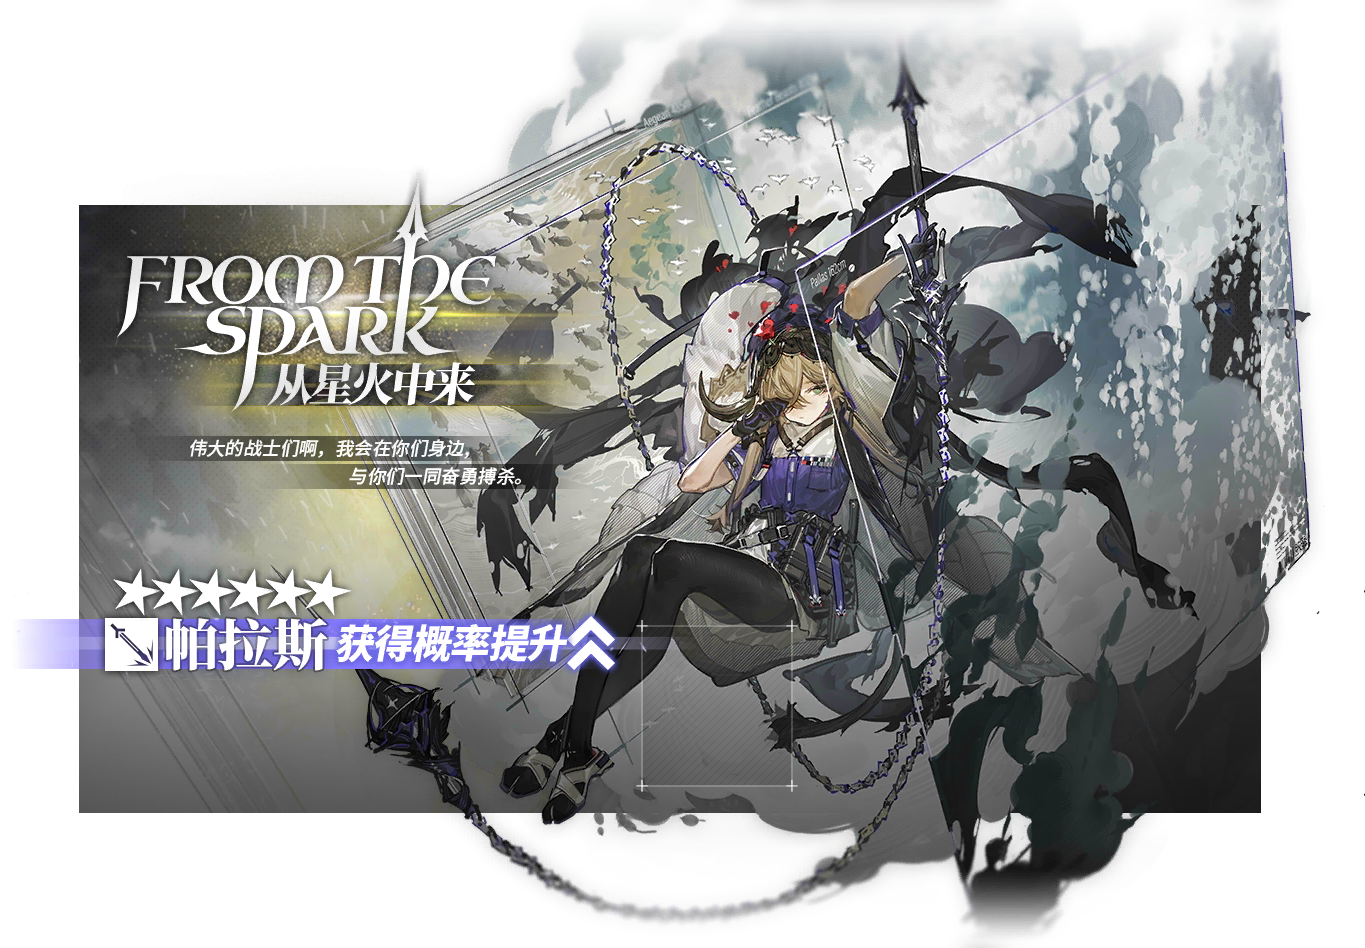 FROM THE
SPARK
从星火中来
伟大的战士们啊，我会在你们身边，
与你们一同奋勇搏杀。
帕拉斯 获得概率提升
Pallas 162cm